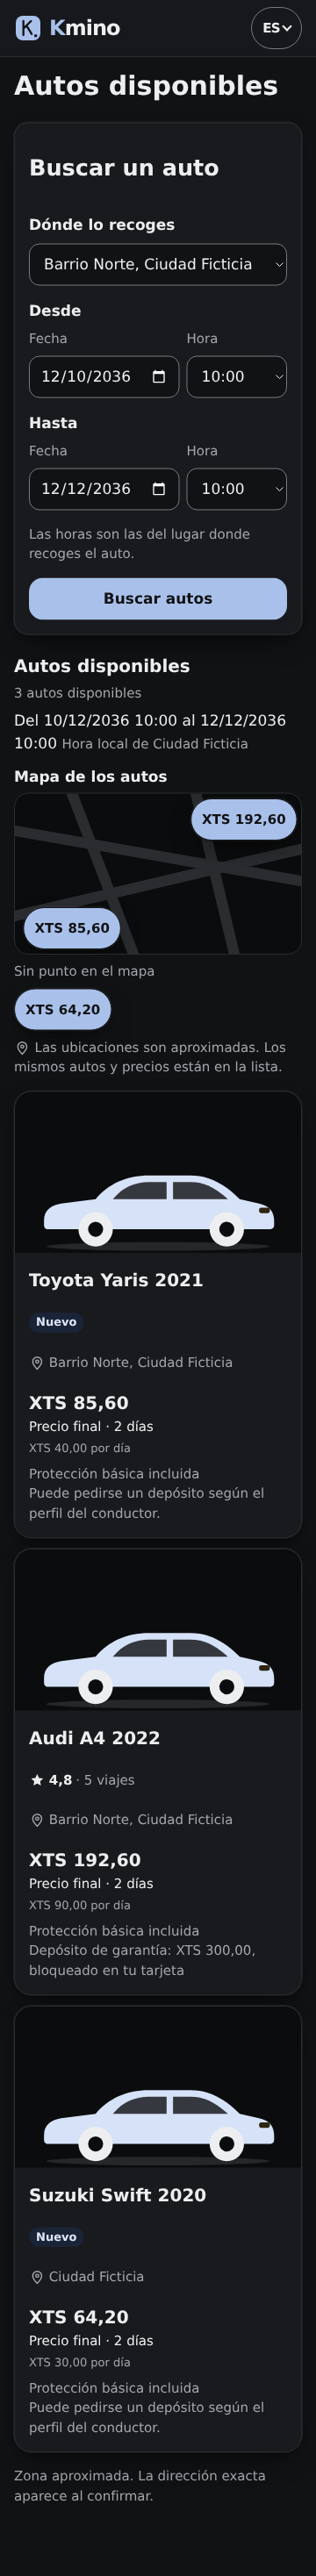 K Kmino
ES
Autos disponibles
Buscar un auto
Dónde lo recoges
Barrio Norte, Ciudad Ficticia
Desde
Fecha Hora
12/10/2036 10:00
Hasta
Fecha Hora
12/12/2036 10:00
Las horas son las del lugar donde
recoges el auto.
Buscar autos
Autos disponibles
3 autos disponibles
Del 10/12/2036 10:00 al 12/12/2036
10:00 Hora local de Ciudad Ficticia
Mapa de los autos
XTS 192,60
XTS 85,60
Sin punto en el mapa
XTS 64,20
Las ubicaciones son aproximadas. Los
mismos autos y precios están en la lista.
Toyota Yaris 2021
Nuevo
Barrio Norte, Ciudad Ficticia
XTS 85,60
Precio final · 2 días
XTS 40,00 por día
Protección básica incluida
Puede pedirse un depósito según el
perfil del conductor.
Audi A4 2022
★ 4,8 · 5 viajes
Barrio Norte, Ciudad Ficticia
XTS 192,60
Precio final · 2 días
XTS 90,00 por día
Protección básica incluida
Depósito de garantía: XTS 300,00,
bloqueado en tu tarjeta
Suzuki Swift 2020
Nuevo
Ciudad Ficticia
XTS 64,20
Precio final · 2 días
XTS 30,00 por día
Protección básica incluida
Puede pedirse un depósito según el
perfil del conductor.
Zona aproximada. La dirección exacta
aparece al confirmar.